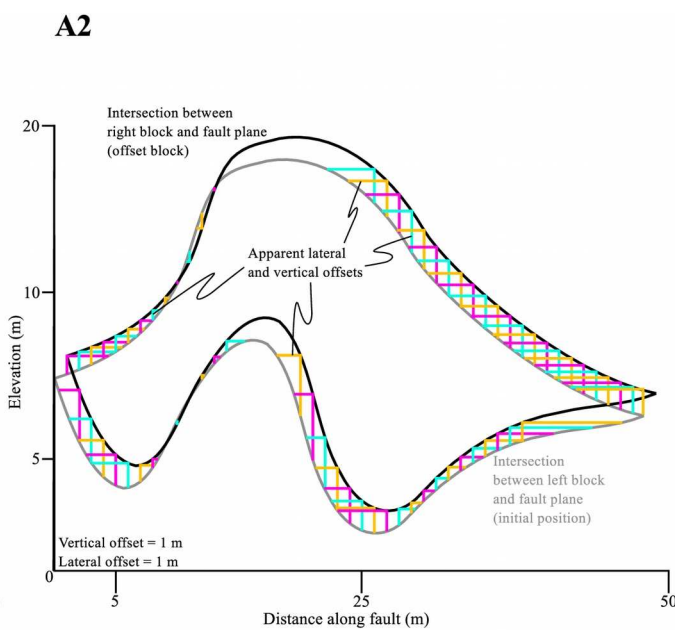 A2
Intersection between
right block and fault plane
(offset block)
20
Apparent lateral
and vertical offsets
10
Elevation (m)
5
Intersection
between left block
and fault plane
(initial position)
Vertical offset = 1 m
Lateral offset = 1 m
0
5
25
50
Distance along fault (m)